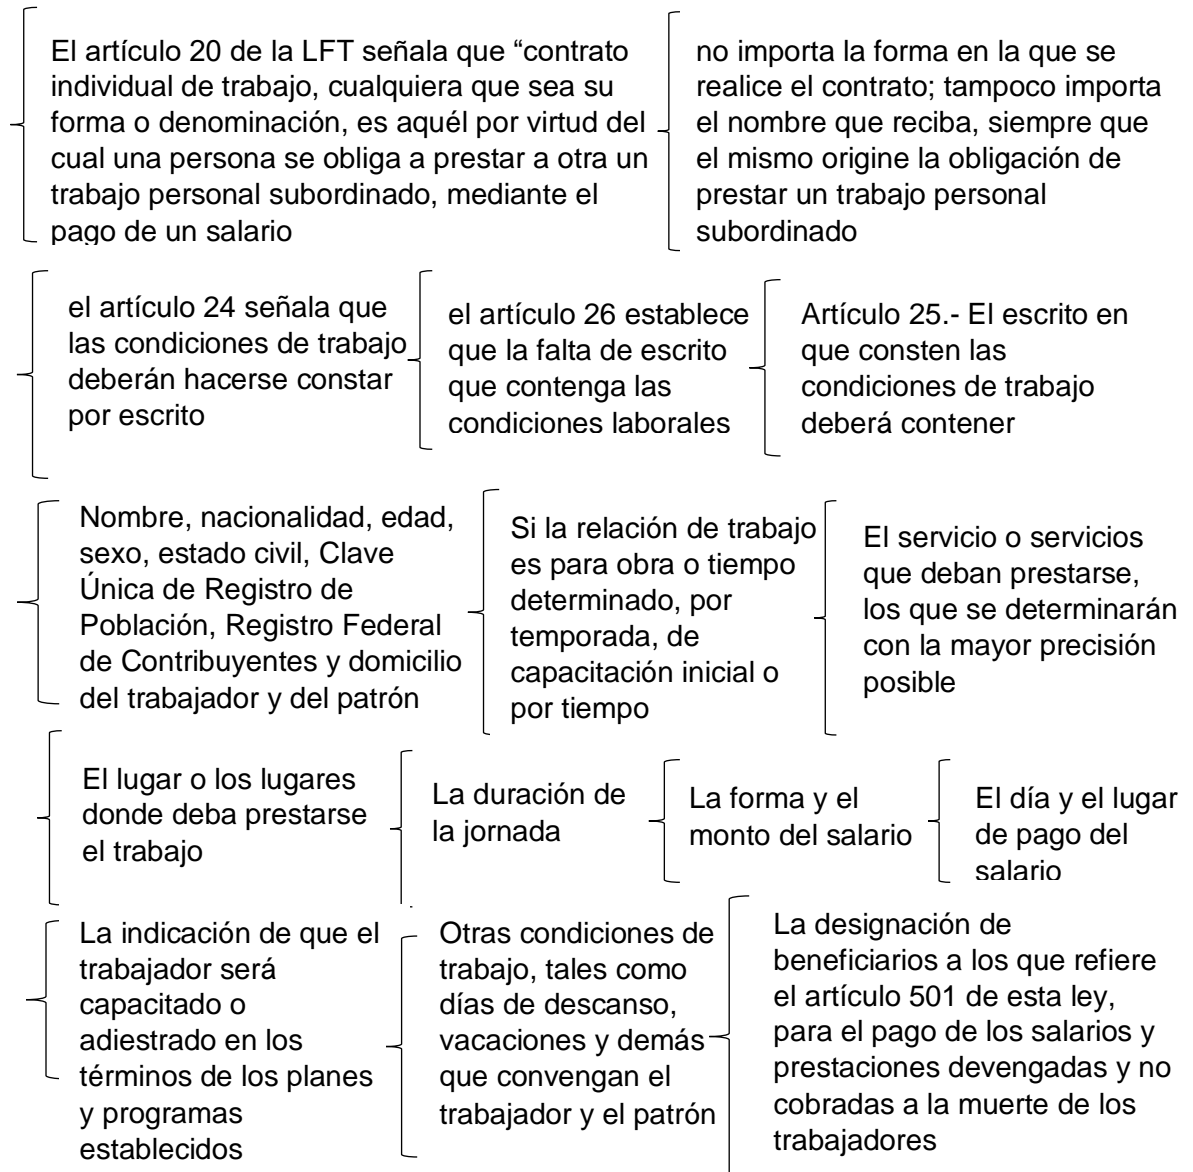 El artículo 20 de la LFT señala que “contrato
individual de trabajo, cualquiera que sea su
forma o denominación, es aquél por virtud del
cual una persona se obliga a prestar a otra un
trabajo personal subordinado, mediante el
pago de un salario
no importa la forma en la que se
realice el contrato; tampoco importa
el nombre que reciba, siempre que
el mismo origine la obligación de
prestar un trabajo personal
subordinado
el artículo 24 señala que
las condiciones de trabajo
deberán hacerse constar
por escrito
el artículo 26 establece
que la falta de escrito
que contenga las
condiciones laborales
Artículo 25.- El escrito en
que consten las
condiciones de trabajo
deberá contener
Nombre, nacionalidad, edad,
sexo, estado civil, Clave
Única de Registro de
Población, Registro Federal
de Contribuyentes y domicilio
del trabajador y del patrón
Si la relación de trabajo
es para obra o tiempo
determinado, por
temporada, de
capacitación inicial o
por tiempo
El servicio o servicios
que deban prestarse,
los que se determinarán
con la mayor precisión
posible
El lugar o los lugares
donde deba prestarse
el trabajo
La duración de
la jornada
La forma y el
monto del salario
El día y el lugar
de pago del
salario
La indicación de que el
trabajador será
capacitado o
adiestrado en los
términos de los planes
y programas
establecidos
Otras condiciones de
trabajo, tales como
días de descanso,
vacaciones y demás
que convengan el
trabajador y el patrón
La designación de
beneficiarios a los que refiere
el artículo 501 de esta ley,
para el pago de los salarios y
prestaciones devengadas y no
cobradas a la muerte de los
trabajadores